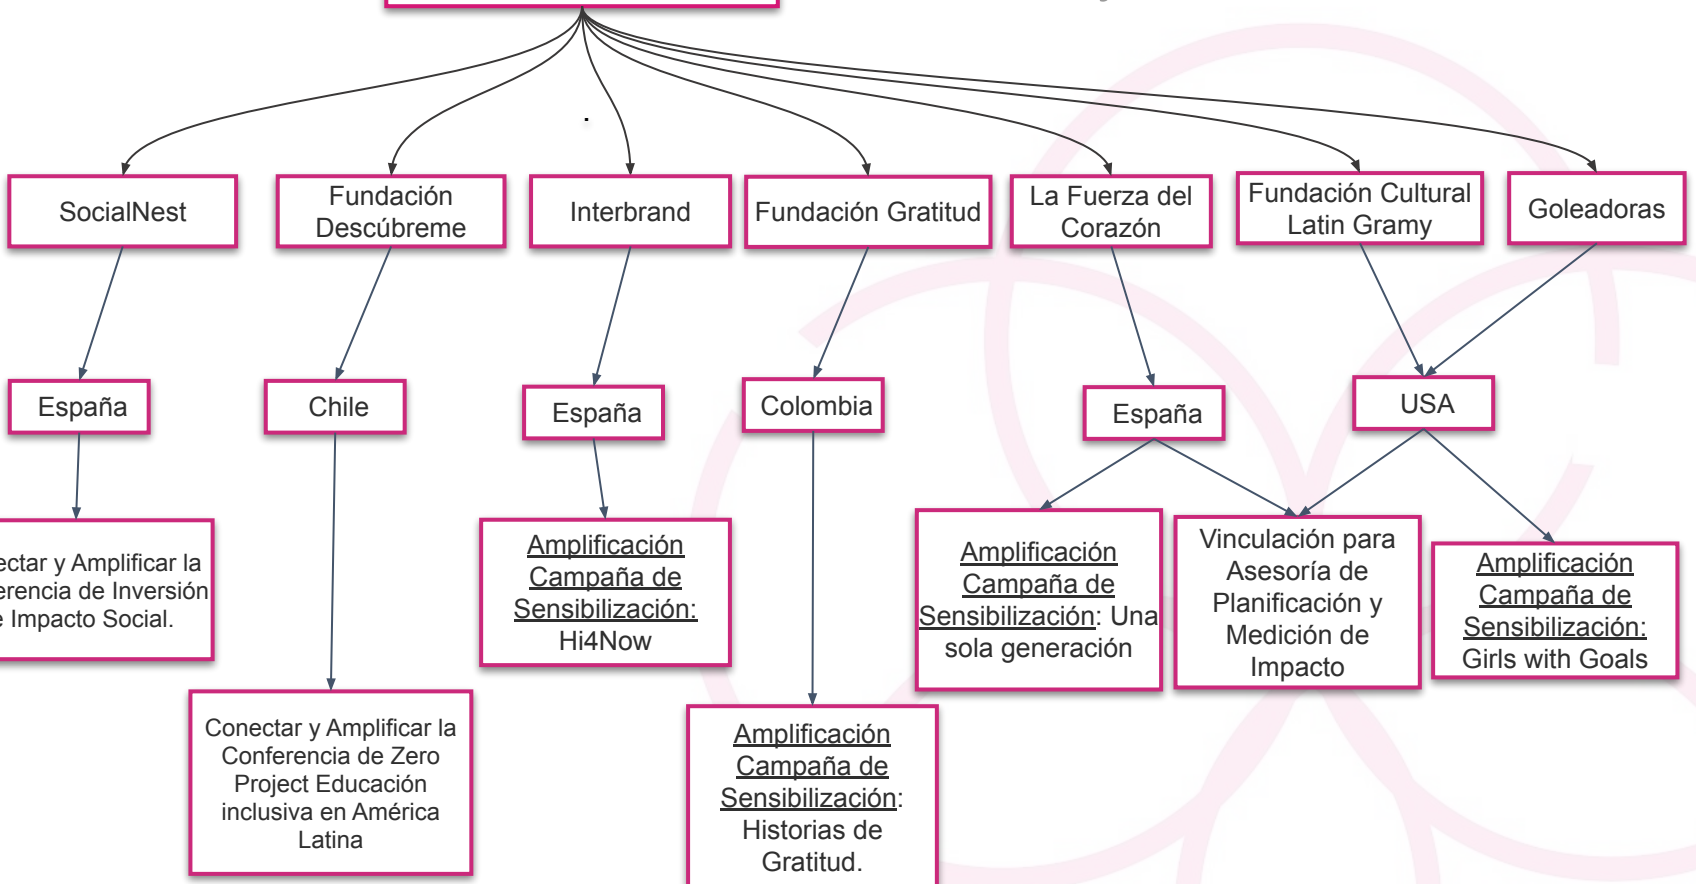 .
SocialNest
Fundación
Descúbreme
Interbrand
Fundación Gratitud
La Fuerza del
Corazón
Fundación Cultural
Latin Gramy
Goleadoras
España
Chile
España
Colombia
España
USA
ectar y Amplificar la
erencia de Inversión
Impacto Social.
Conectar y Amplificar la
Conferencia de Zero
Project Educación
inclusiva en América
Latina
Amplificación
Campaña de
Sensibilización:
Hi4Now
Amplificación
Campaña de
Sensibilización:
Historias de
Gratitud.
Amplificación
Campaña de
Sensibilización: Una
sola generación
Vinculación para
Asesoría de
Planificación y
Medición de
Impacto
Amplificación
Campaña de
Sensibilización:
Girls with Goals